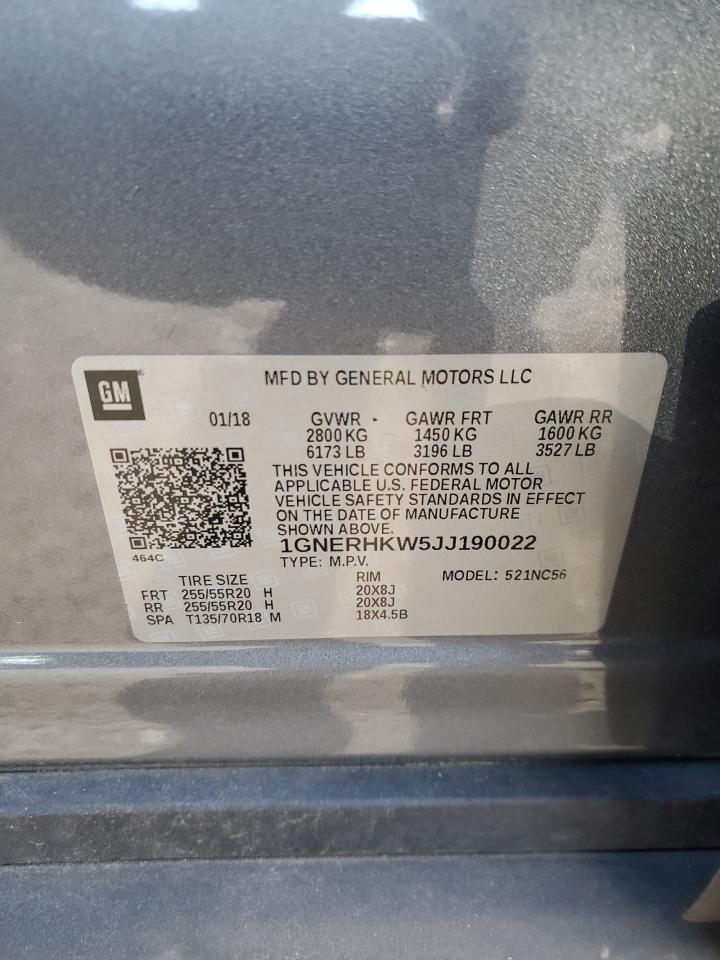 GM
MFD BY GENERAL MOTORS LLC
01/18 GVWR GAWR FRT GAWR RR
2800 KG 1450 KG 1600 KG
6173 LB 3196 LB 3527 LB
THIS VEHICLE CONFORMS TO ALL
APPLICABLE U.S. FEDERAL MOTOR
VEHICLE SAFETY STANDARDS IN EFFECT
ON THE DATE OF MANUFACTURE
SHOWN ABOVE.
464C
1GNERHKW5JJ190022
TYPE: M.P.V.
TIRE SIZE RIM MODEL: 521NC56
FRT 255/55R20 H 20X8J
RR 255/55R20 H 20X8J
SPA T135/70R18 M 18X4.5B